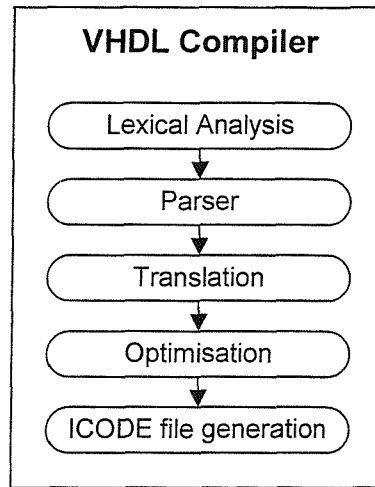 VHDL Compiler
Lexical Analysis
Parser
Translation
Optimisation
ICODE file generation